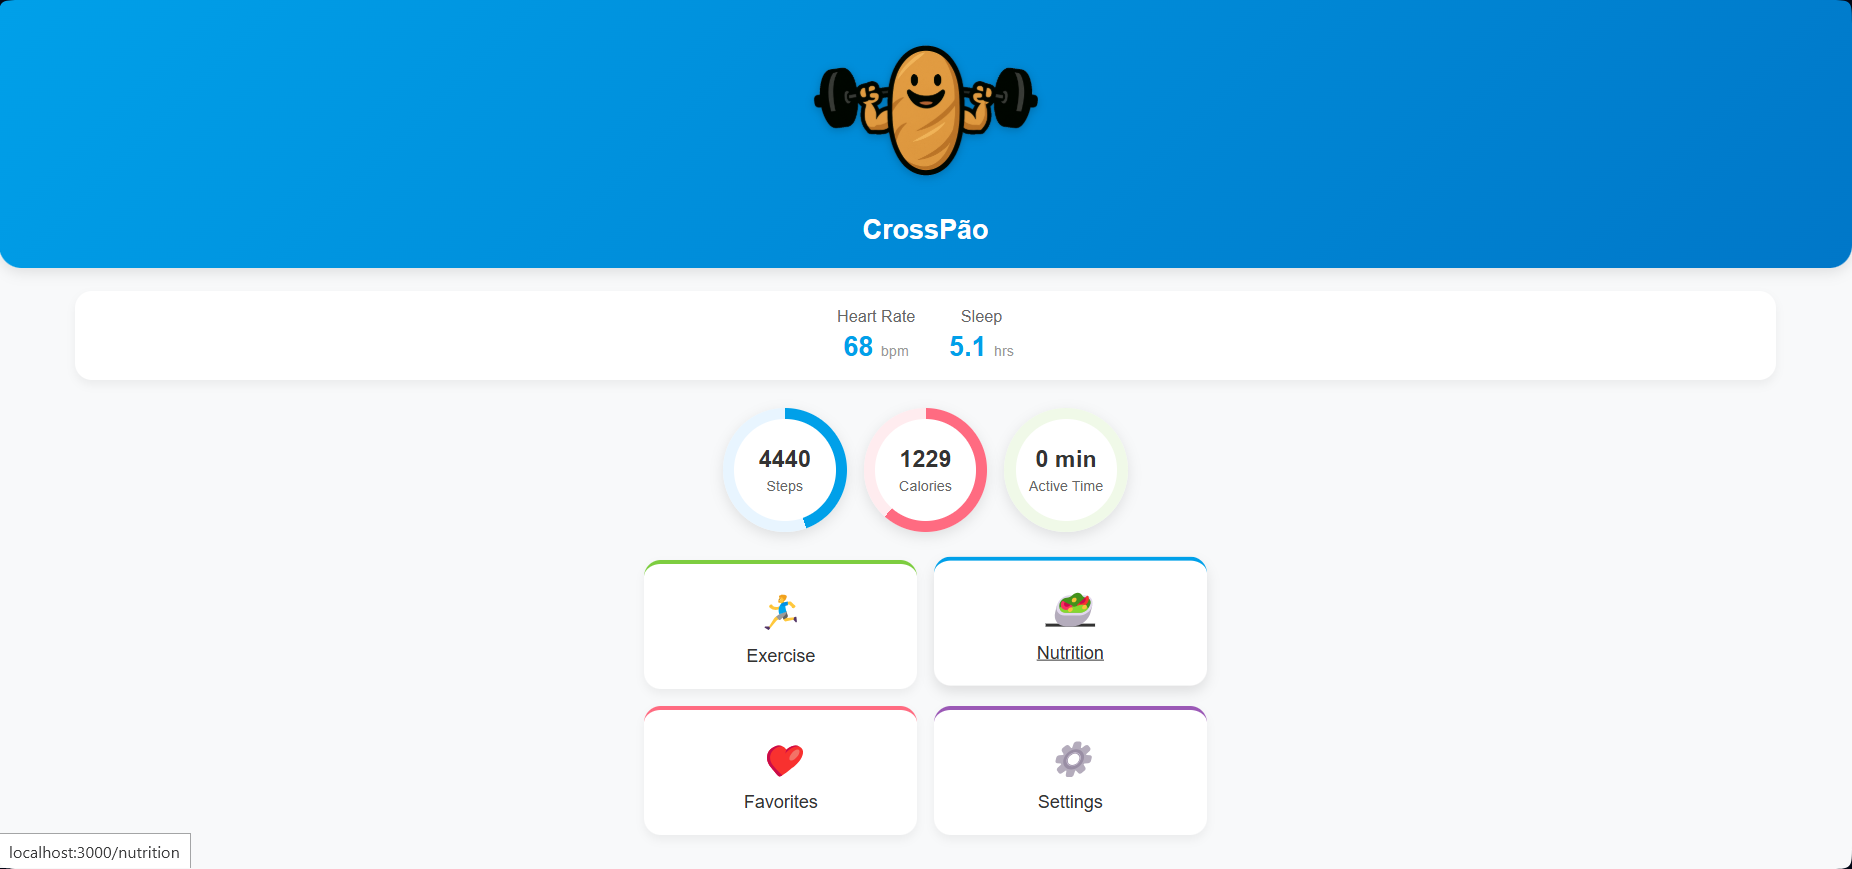 CrossPão
Heart Rate
68 bpm
Sleep
5.1 hrs
4440
Steps
1229
Calories
0 min
Active Time
Exercise
Nutrition
Favorites
Settings
localhost:3000/nutrition